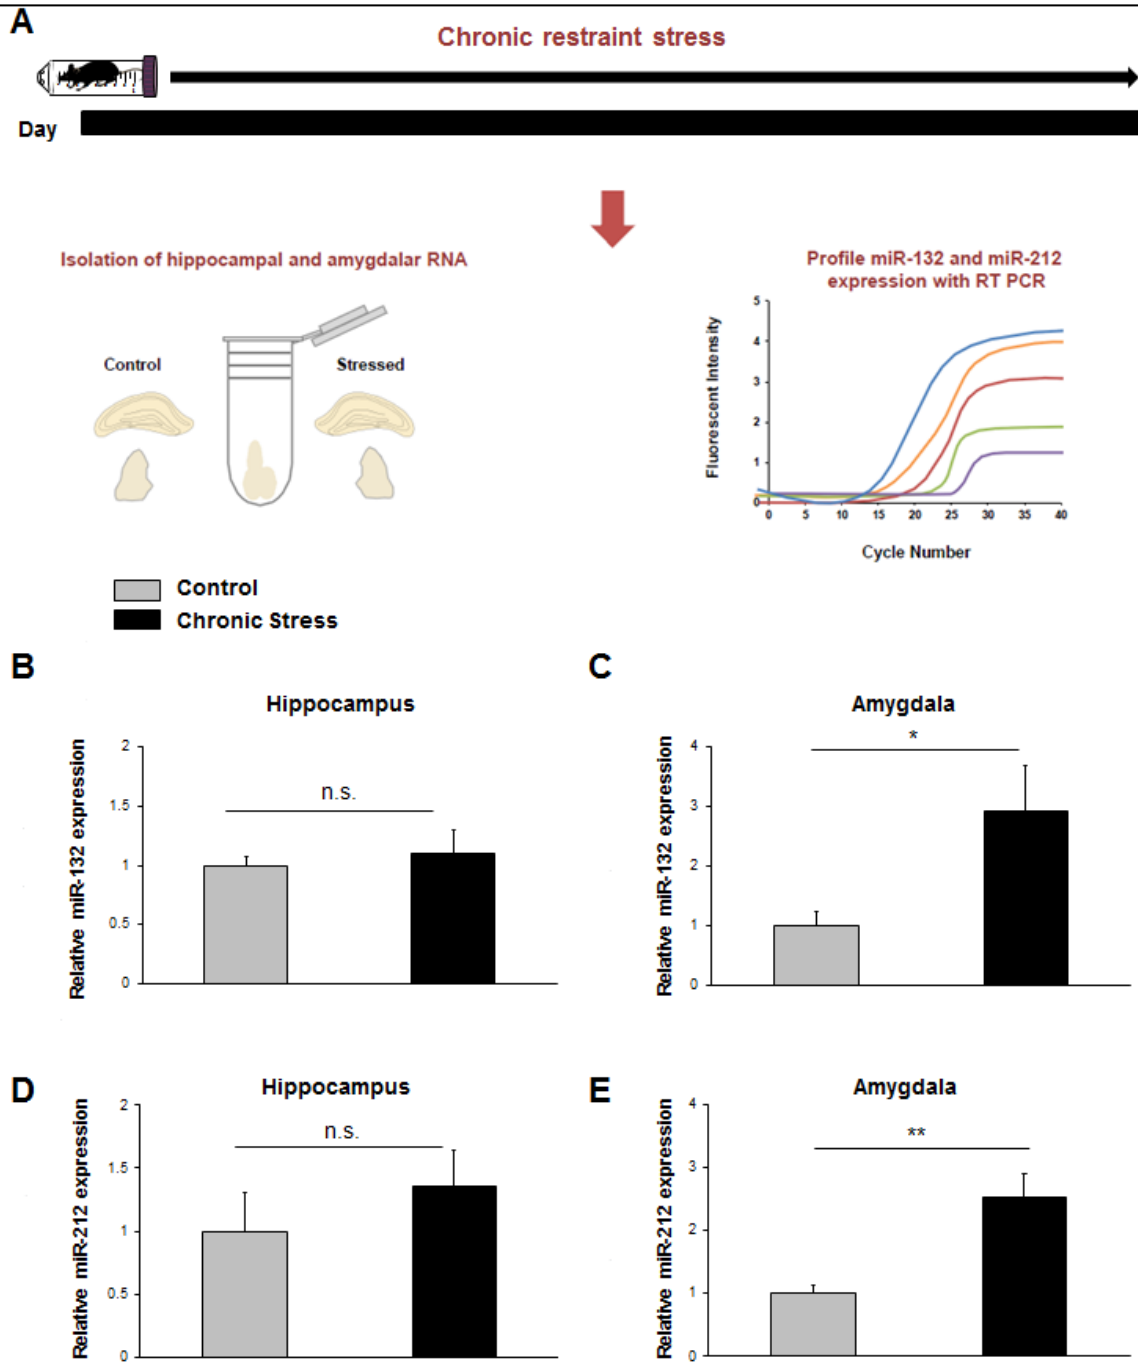 A
Chronic restraint stress
Day
Isolation of hippocampal and amygdalar RNA
Control
Stressed
Profile miR-132 and miR-212
expression with RT PCR
Fluorescent Intensity
5
4
3
2
1
0
0 5 10 15 20 25 30 35 40
Cycle Number
Control
Chronic Stress
B
Hippocampus
Relative miR-132 expression
2
1.5
1
0.5
0
n.s.
C
Amygdala
Relative miR-132 expression
4
3
2
1
0
*
D
Hippocampus
Relative miR-212 expression
2
1.5
1
0.5
0
n.s.
E
Amygdala
Relative miR-212 expression
4
3
2
1
0
**